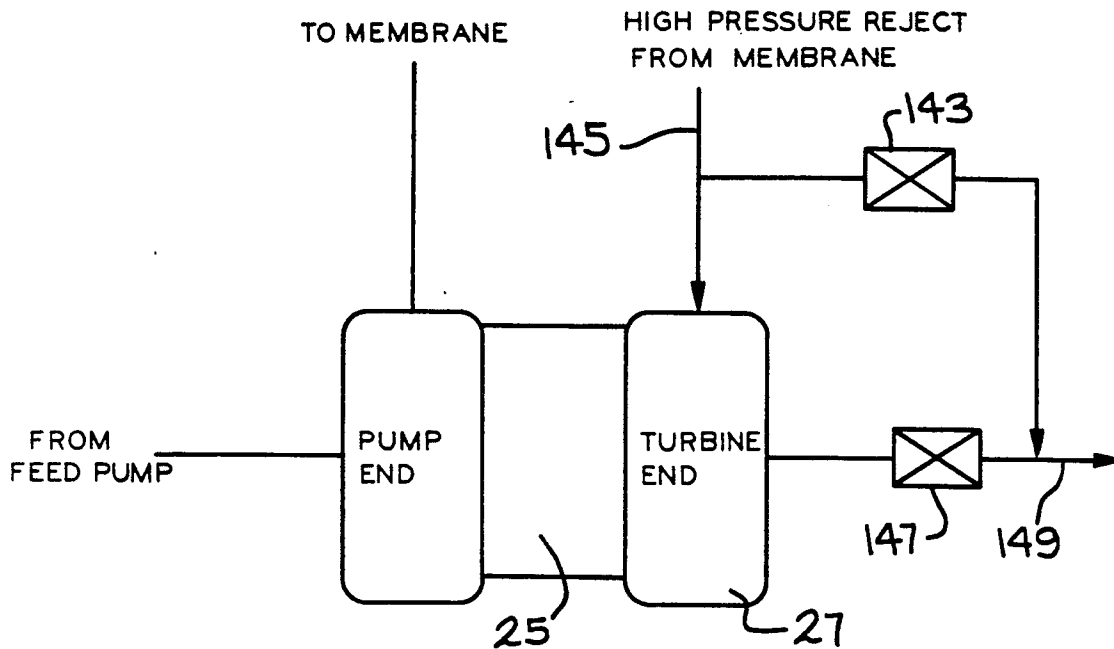 TO MEMBRANE
HIGH PRESSURE REJECT
FROM MEMBRANE
143
145
FROM
FEED PUMP
PUMP
END
TURBINE
END
147
149
25
27